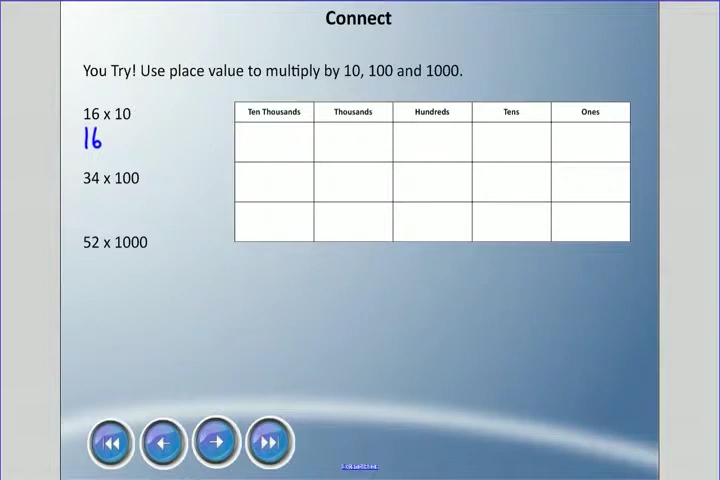 Connect
You Try! Use place value to multiply by 10, 100 and 1000.
16 x 10
16
34 x 100
52 x 1000
Ten Thousands Thousands Hundreds Tens Ones